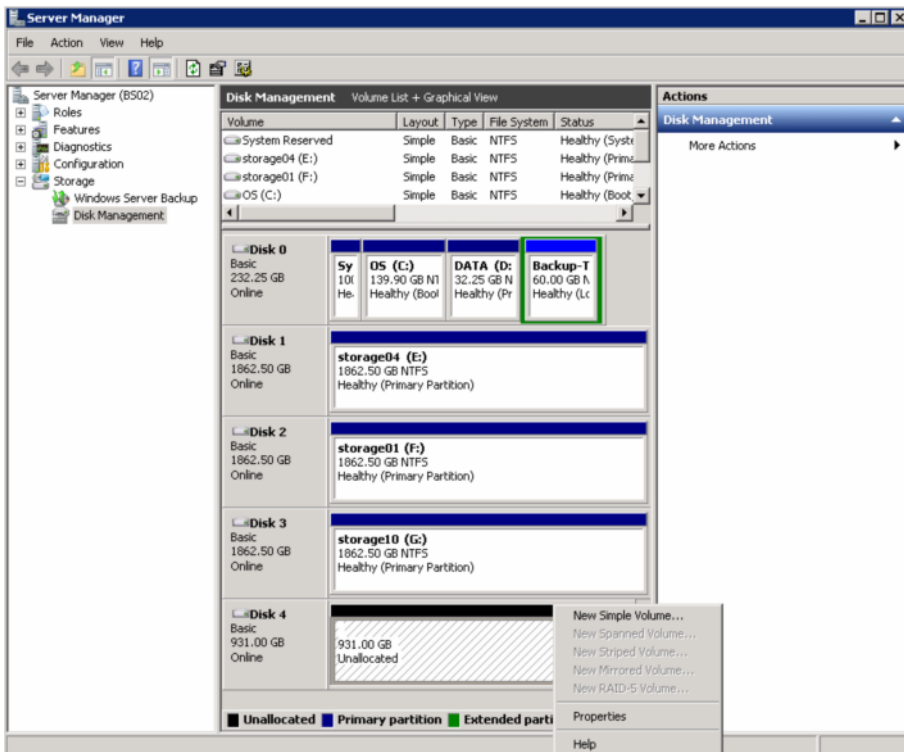 Server Manager
File Action View Help
Server Manager (BS02)
Roles
Features
Diagnostics
Configuration
Storage
Windows Server Backup
Disk Management
Disk Management Volume List + Graphical View
Volume Layout Type File System Status
System Reserved Simple Basic NTFS Healthy (Syste
storage04 (E:) Simple Basic NTFS Healthy (Prima
storage01 (F:) Simple Basic NTFS Healthy (Prima
OS (C:) Simple Basic NTFS Healthy (Boot,
Disk 0
Basic
232.25 GB
Online
Sy
10(
He
OS (C:)
139.90 GB NT
Healthy (Bool
DATA (D:
32.25 GB N
Healthy (Pr
Backup-T
60.00 GB N
Healthy (Lc
Disk 1
Basic
1862.50 GB
Online
storage04 (E:)
1862.50 GB NTFS
Healthy (Primary Partition)
Disk 2
Basic
1862.50 GB
Online
storage01 (F:)
1862.50 GB NTFS
Healthy (Primary Partition)
Disk 3
Basic
1862.50 GB
Online
storage10 (G:)
1862.50 GB NTFS
Healthy (Primary Partition)
Disk 4
Basic
931.00 GB
Online
931.00 GB
Unallocated
Unallocated Primary partition Extended parti
New Simple Volume...
New Spanned Volume...
New Striped Volume...
New Mirrored Volume...
New RAID-5 Volume...
Properties
Help
Actions
Disk Management
More Actions